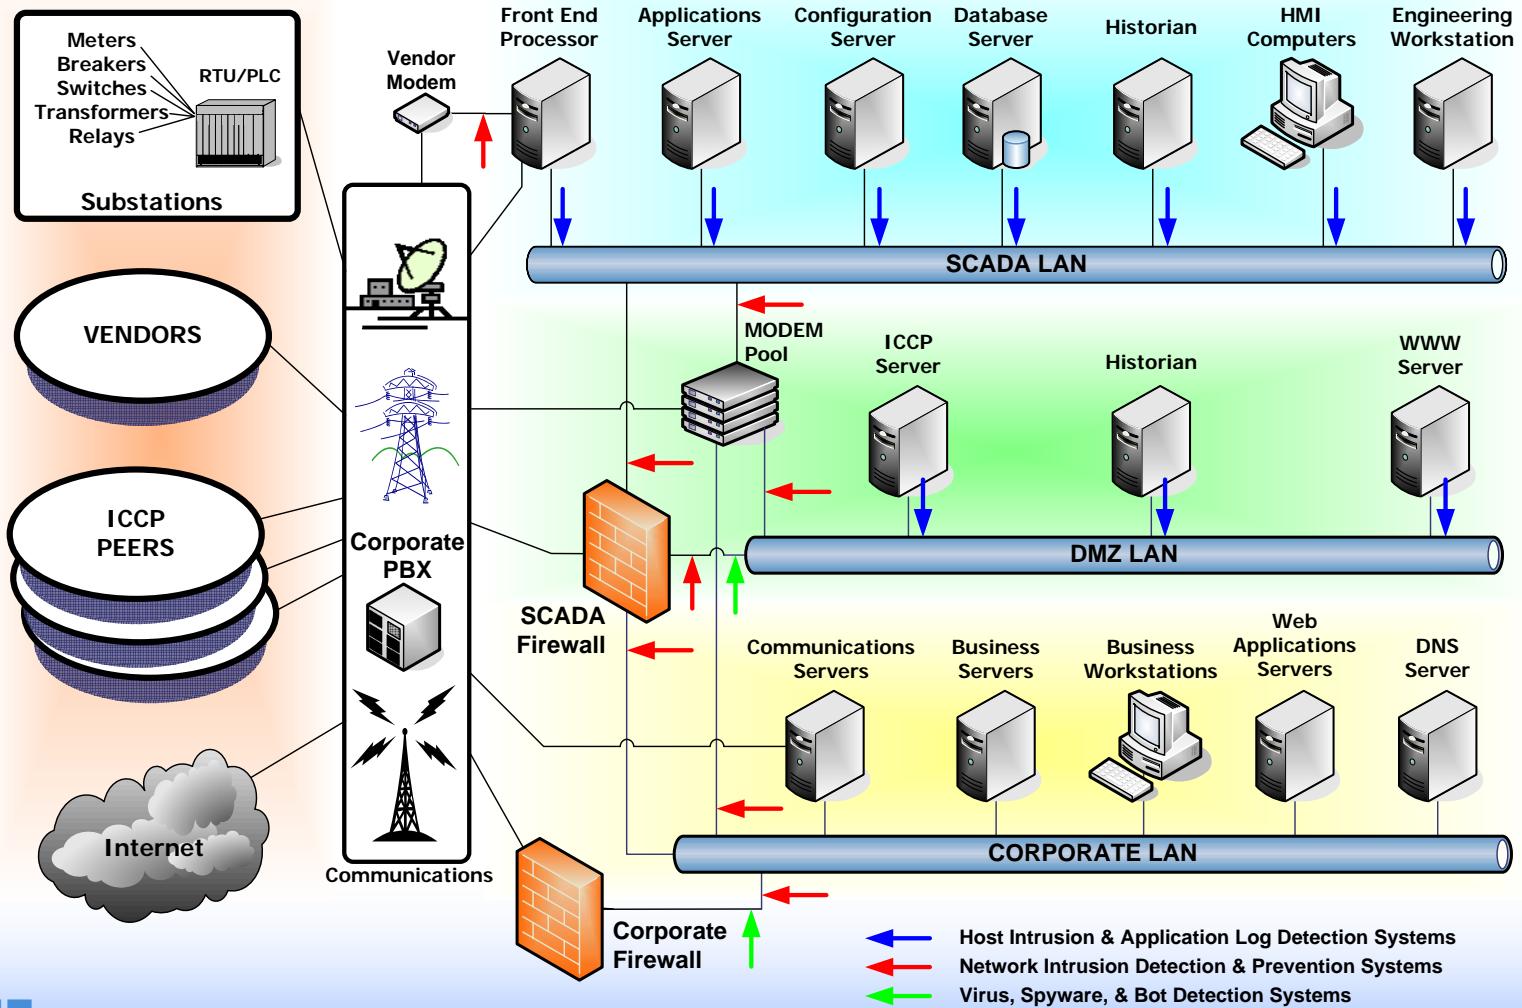 Meters
Breakers
Switches
Transformers
Relays
RTU/PLC
Substations
Vendor
Modem
Front End
Processor
Applications
Server
Configuration
Server
Database
Server
Historian
HMI
Computers
Engineering
Workstation
SCADA LAN
VENDORS
MODEM
Pool
ICCP
Server
Historian
WWW
Server
ICCP
PEERS
Corporate
PBX
DMZ LAN
SCADA
Firewall
Communications
Servers
Business
Servers
Business
Workstations
Web
Applications
Servers
DNS
Server
Internet
Communications
CORPORATE LAN
Corporate
Firewall
Host Intrusion & Application Log Detection Systems
Network Intrusion Detection & Prevention Systems
Virus, Spyware, & Bot Detection Systems